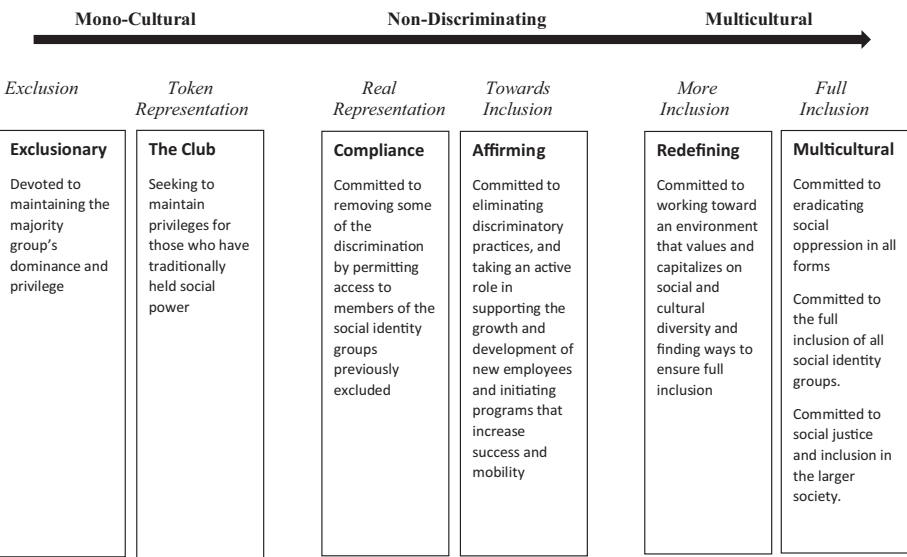 Mono-Cultural
Non-Discriminating
Multicultural
Exclusion
Token
Representation
Real
Representation
Towards
Inclusion
More
Inclusion
Full
Inclusion
Exclusionary
Devoted to
maintaining the
majority
group's
dominance and
privilege
The Club
Seeking to
maintain
privileges for
those who have
traditionally
held social
power
Compliance
Committed to
removing some
of the
discrimination
by permitting
access to
members of the
social identity
groups
previously
excluded
Affirming
Committed to
eliminating
discriminatory
practices, and
taking an active
role in
supporting the
growth and
development of
new employees
and initiating
programs that
increase
success and
mobility
Redefining
Committed to
working toward
an environment
that values and
capitalizes on
social and
cultural
diversity and
finding ways to
ensure full
inclusion
Multicultural
Committed to
eradicating
social
oppression in all
forms
Committed to
the full
inclusion of all
social identity
groups.
Committed to
social justice
and inclusion in
the larger
society.